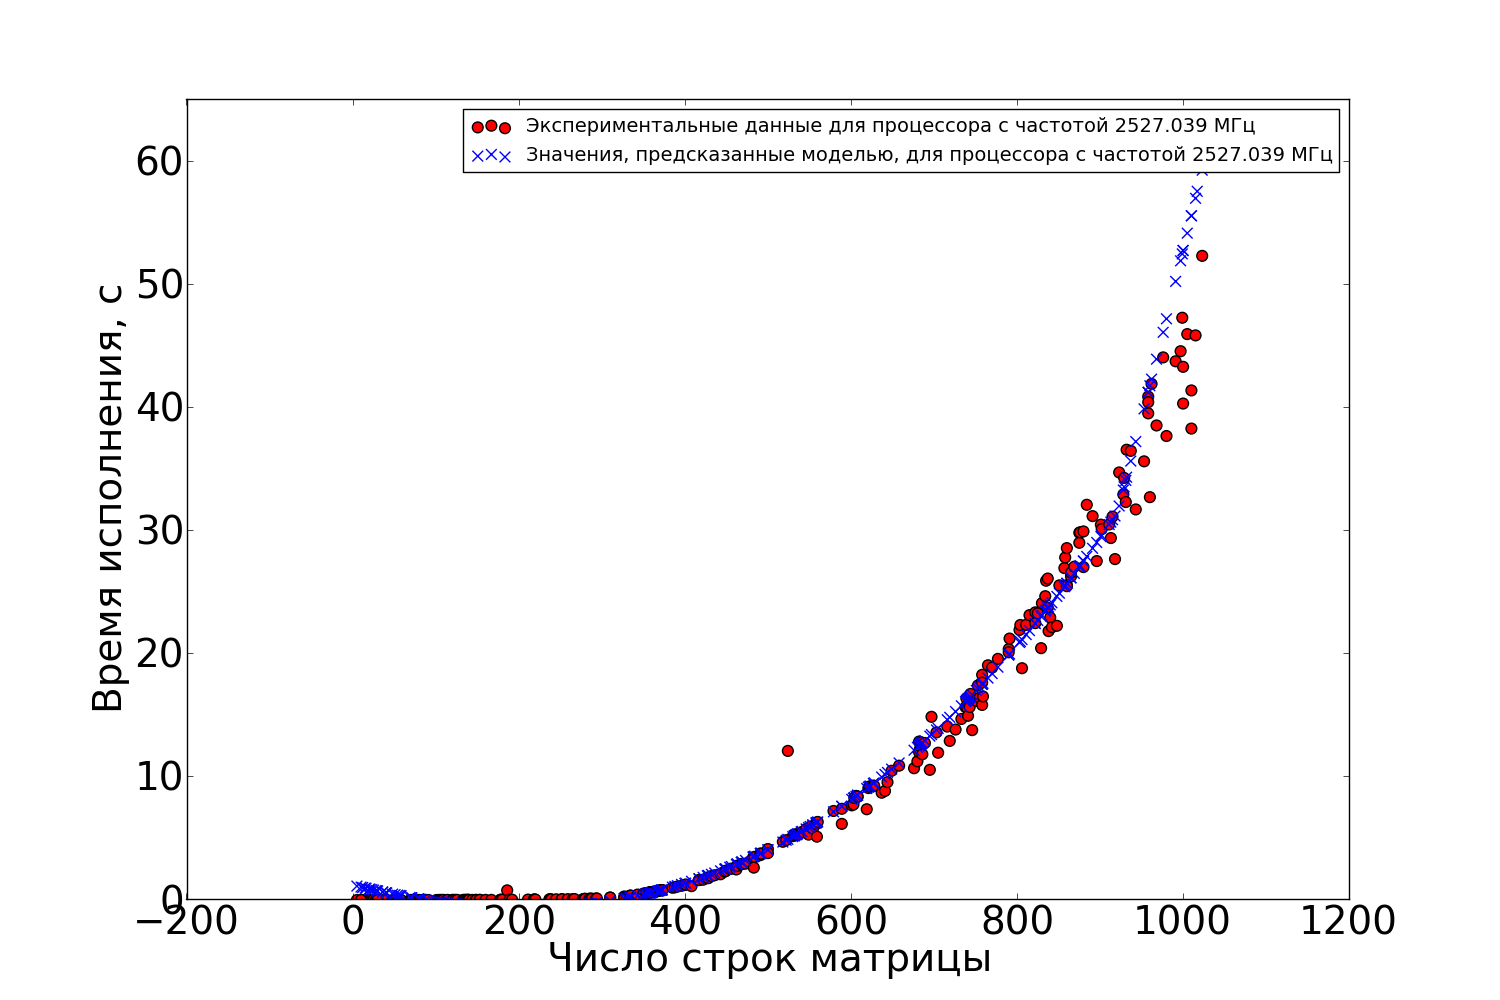 Экспериментальные данные для процессора с частотой 2527.039 МГц
Значения, предсказанные моделью, для процессора с частотой 2527.039 МГц
60
50
40
30
20
10
0
Время исполнения, с
−200 0 200 400 600 800 1000 1200
Число строк матрицы